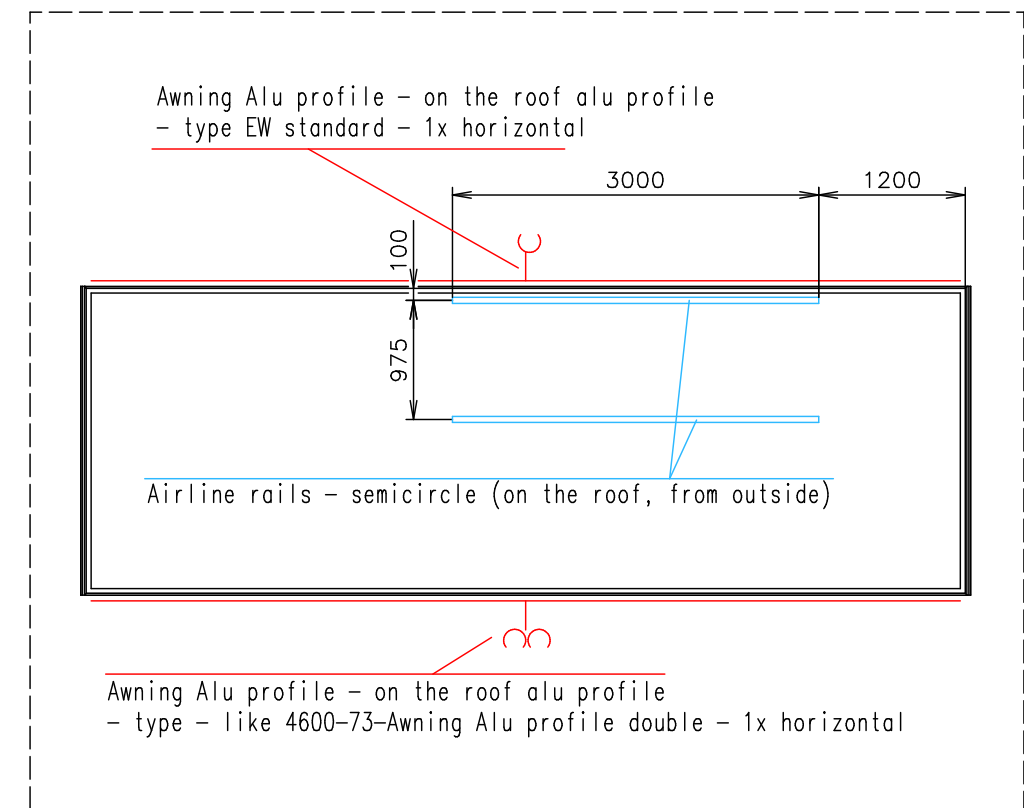 Awning Alu profile - on the roof alu profile
- type EW standard - 1x horizontal
3000
1200
100
975
Airline rails - semicircle (on the roof, from outside)
Awning Alu profile - on the roof alu profile
- type - like 4600-73-Awning Alu profile double - 1x horizontal